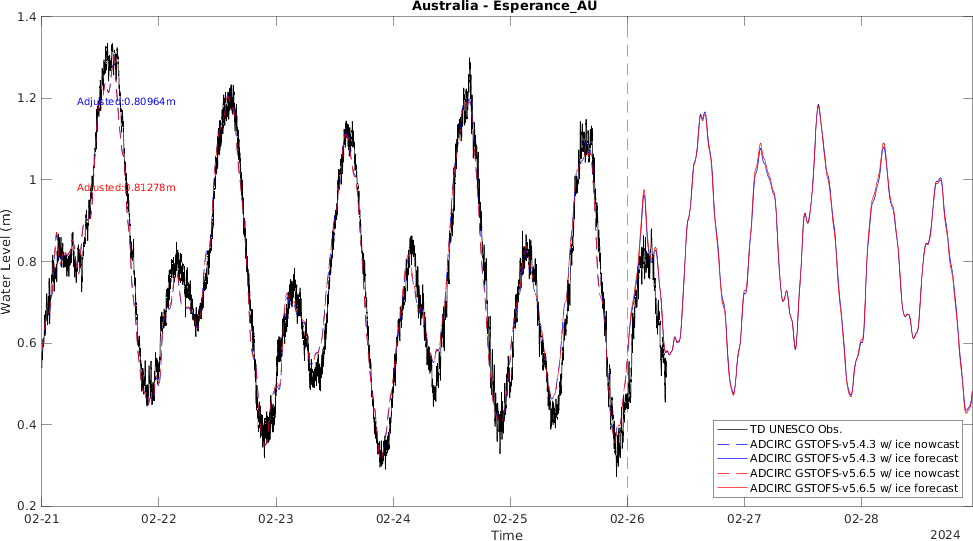 Australia - Esperance_AU
1.4
1.2
1
0.8
0.6
0.4
0.2
Water Level (m)
Adjusted:0.80964m
Adjusted:0.81278m
TD UNESCO Obs.
ADCIRC GSTOFS-v5.4.3 w/ ice nowcast
ADCIRC GSTOFS-v5.4.3 w/ ice forecast
ADCIRC GSTOFS-v5.6.5 w/ ice nowcast
ADCIRC GSTOFS-v5.6.5 w/ ice forecast
02-21 02-22 02-23 02-24 02-25 02-26 02-27 02-28
Time
2024